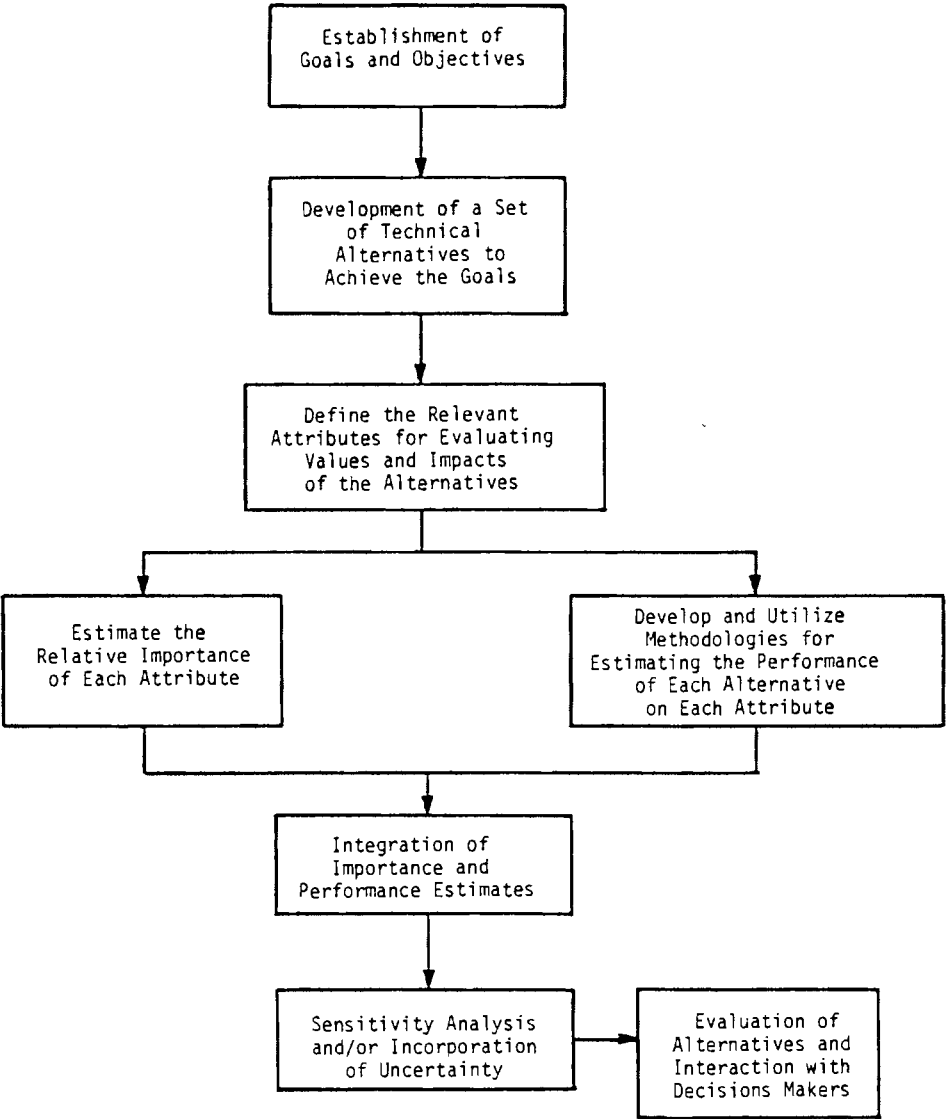 Establishment of
Goals and Objectives
Development of a Set
of Technical
Alternatives to
Achieve the Goals
Define the Relevant
Attributes for Evaluating
Values and Impacts
of the Alternatives
Estimate the
Relative Importance
of Each Attribute
Develop and Utilize
Methodologies for
Estimating the Performance
of Each Alternative
on Each Attribute
Integration of
Importance and
Performance Estimates
Sensitivity Analysis
and/or Incorporation
of Uncertainty
Evaluation of
Alternatives and
Interaction with
Decisions Makers